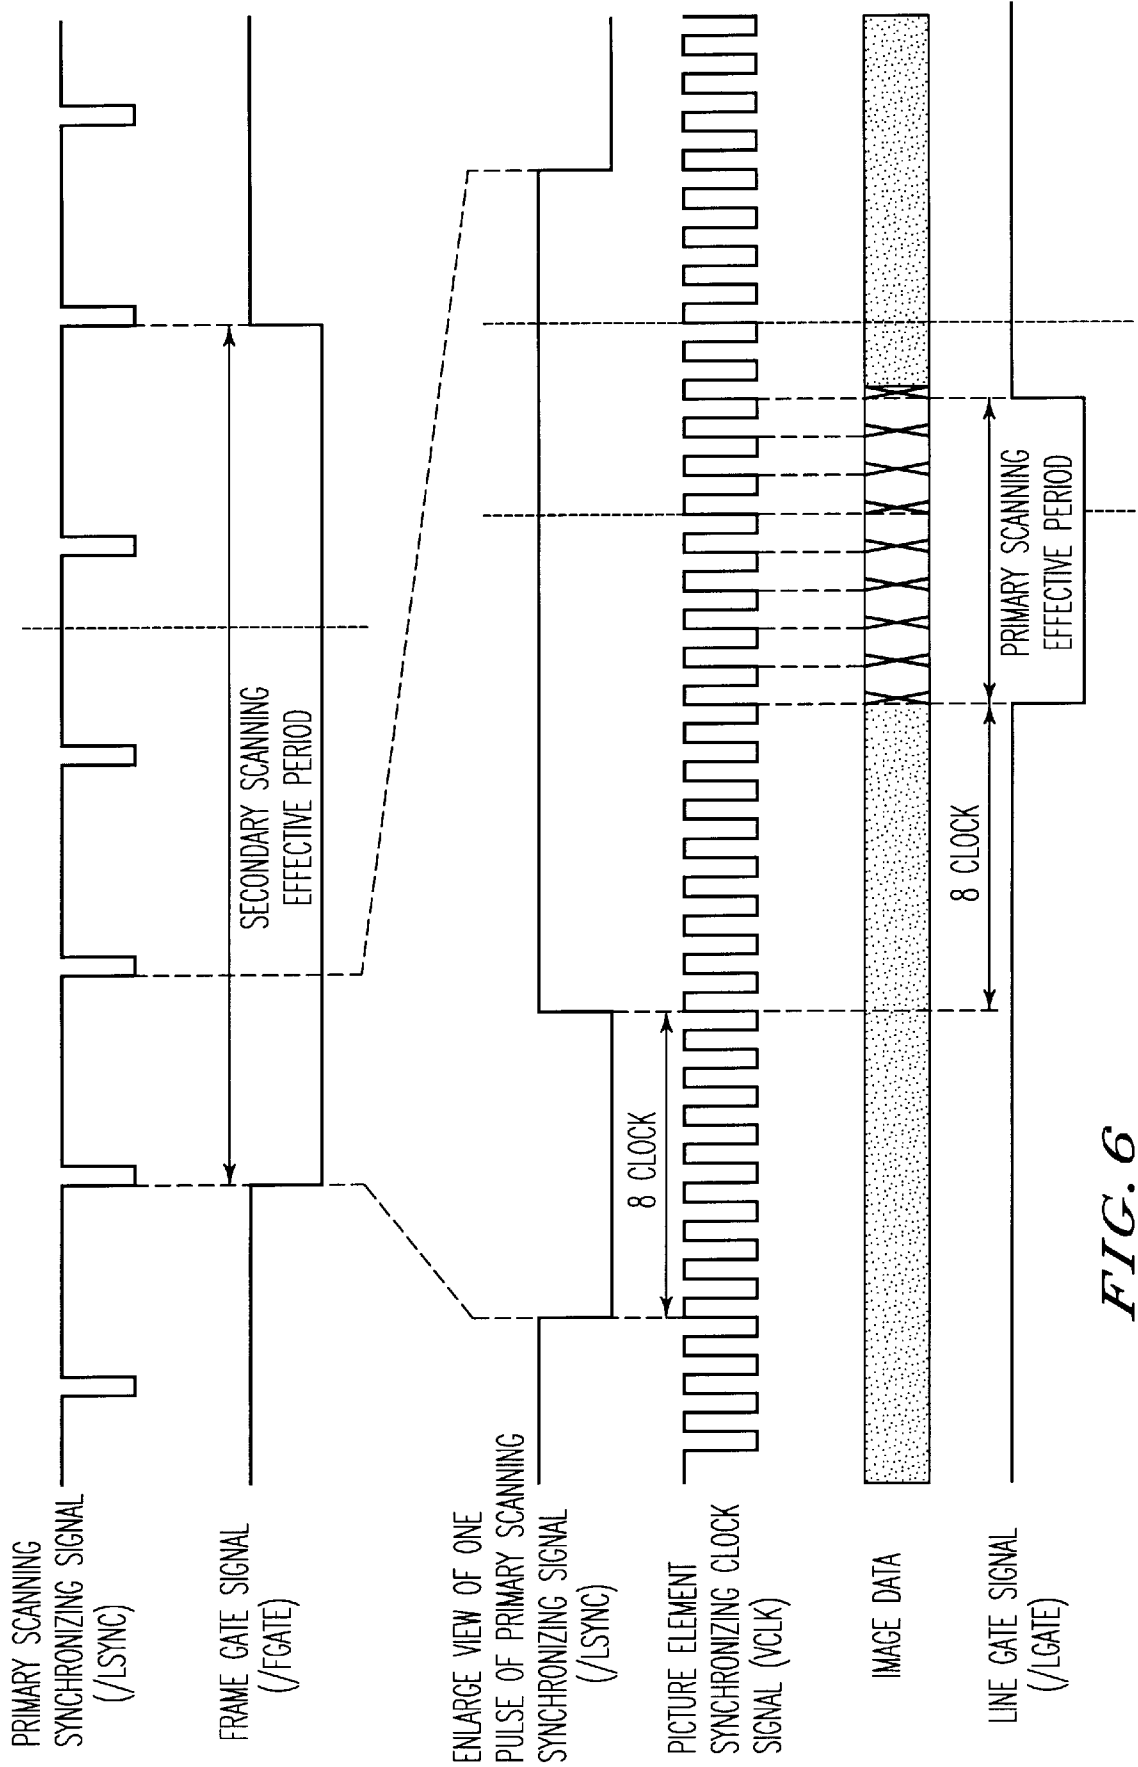 PRIMARY SCANNING
SYNCHRONIZING SIGNAL
(/LSYNC)
FRAME GATE SIGNAL
(/FGATE)
SECONDARY SCANNING
EFFECTIVE PERIOD
ENLARGE VIEW OF ONE
PULSE OF PRIMARY SCANNING
SYNCHRONIZING SIGNAL
(/LSYNC)
8 CLOCK
PICTURE ELEMENT
SYNCHRONIZING CLOCK
SIGNAL (VCLK)
IMAGE DATA
8 CLOCK
PRIMARY SCANNING
EFFECTIVE PERIOD
LINE GATE SIGNAL
(/LGATE)
FIG. 6